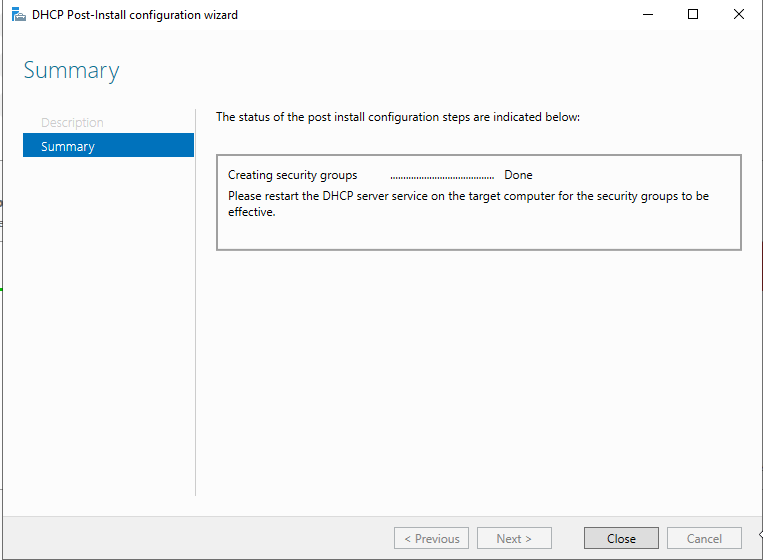 DHCP Post-Install configuration wizard
Summary
Description
Summary
The status of the post install configuration steps are indicated below:
Creating security groups ........................................ Done
Please restart the DHCP server service on the target computer for the security groups to be
effective.
< Previous
Next >
Close
Cancel